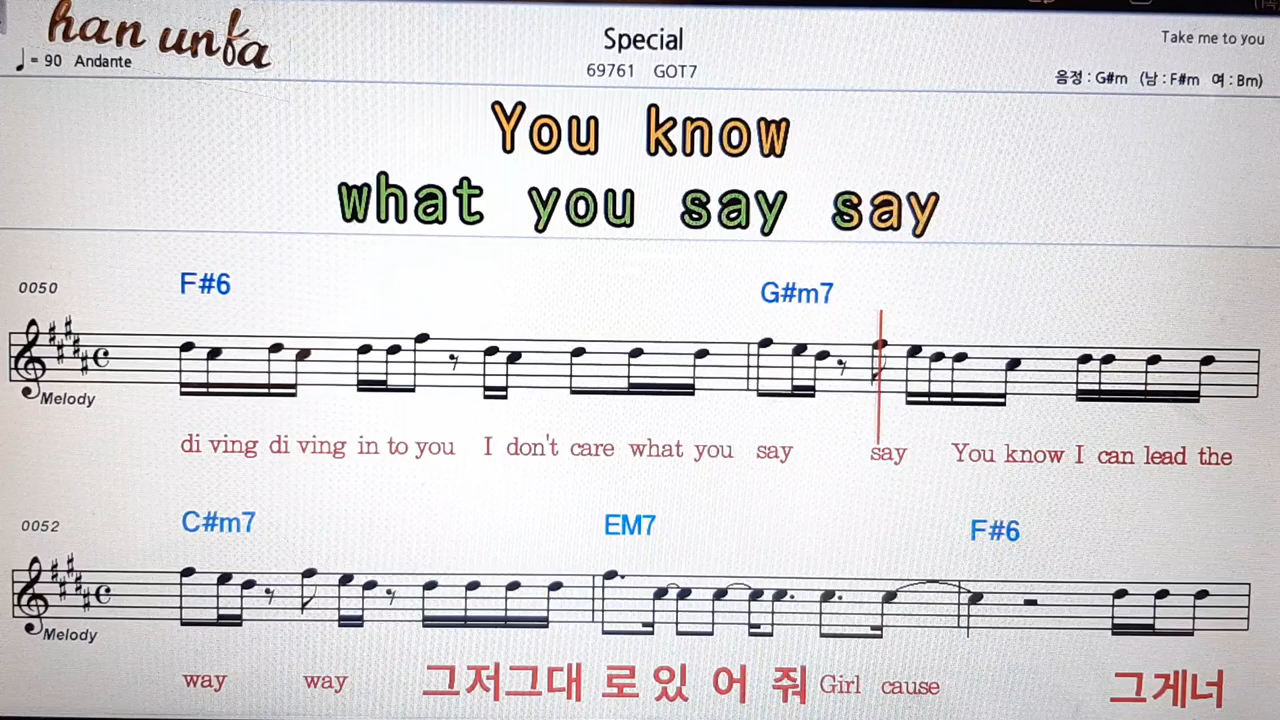 han unfa
Special
Take me to you
♩= 90 Andante
69761 GOT7
음정 : G#m (남 : F#m 여 : Bm)
You know
what you say say
0050
F#6
G#m7
Melody
di ving di ving in to you I don't care what you say say You know I can lead the
0052
C#m7
EM7
F#6
Melody
way way 그저그대 로 있 어 줘 Girl cause 그게너